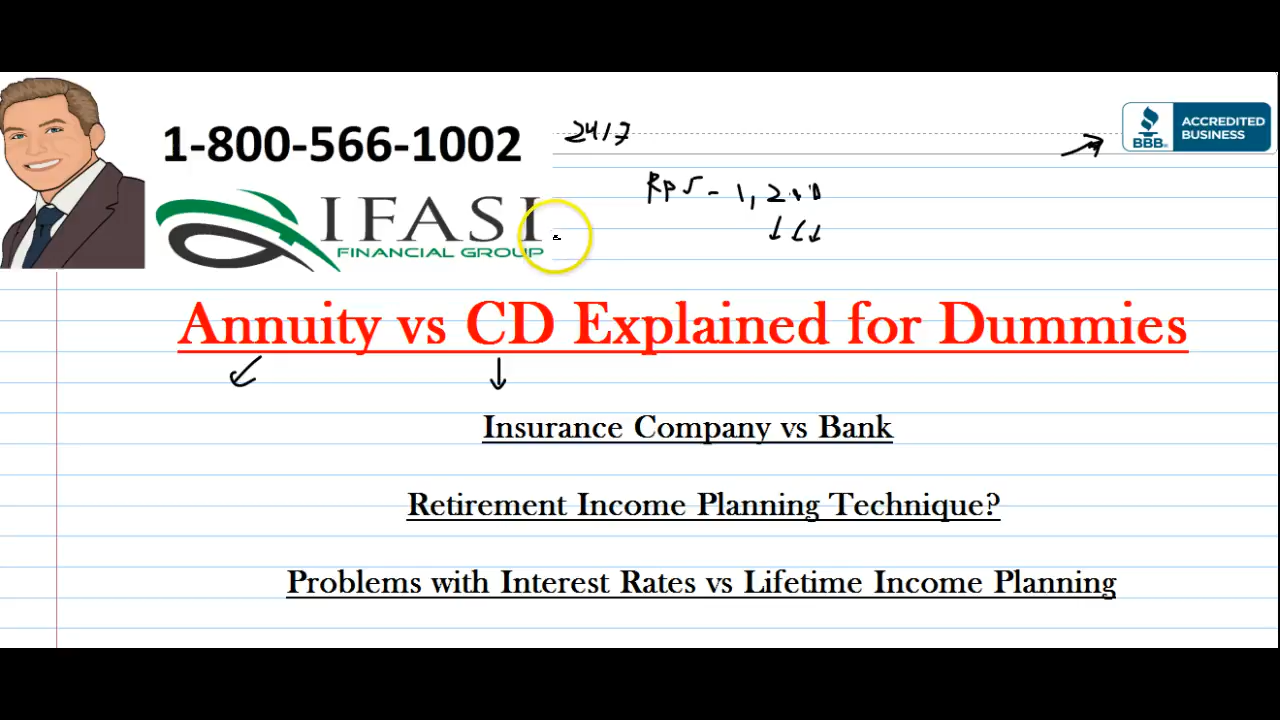 1-800-566-1002 24/7
BBB. ACCREDITED BUSINESS
IFASI
FINANCIAL GROUP
Annuity vs CD Explained for Dummies
Insurance Company vs Bank
Retirement Income Planning Technique?
Problems with Interest Rates vs Lifetime Income Planning